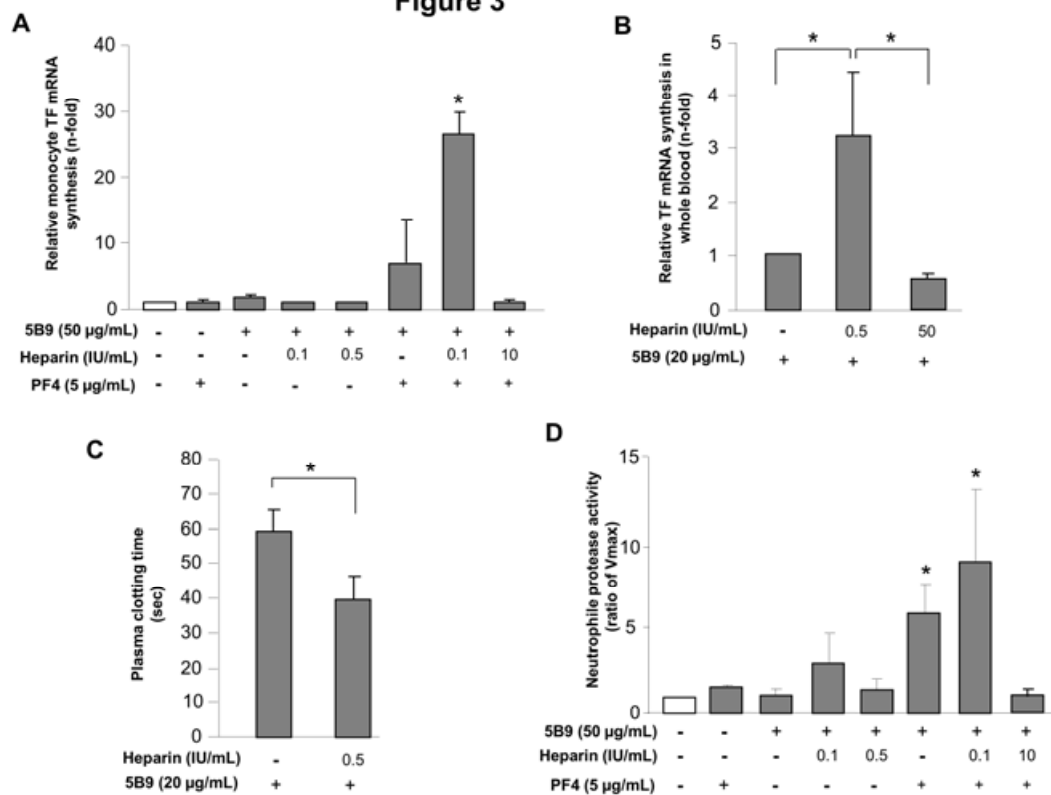 Figure 3
A
Relative monocyte TF mRNA
synthesis (n-fold)
40
30
20
10
0
*
5B9 (50 µg/mL) - - + + + + + +
Heparin (IU/mL) - - - 0.1 0.5 - 0.1 10
PF4 (5 µg/mL) - + - - - + + +
B
Relative TF mRNA synthesis in
whole blood (n-fold)
5
4
3
2
1
0
* *
Heparin (IU/mL) - 0.5 50
5B9 (20 µg/mL) + + +
C
Plasma clotting time
(sec)
80
70
60
50
40
30
20
10
0
*
Heparin (IU/mL) - 0.5
5B9 (20 µg/mL) + +
D
Neutrophile protease activity
(ratio of Vmax)
15
10
5
0
* *
5B9 (50 µg/mL) - - + + + + + +
Heparin (IU/mL) - - - 0.1 0.5 - 0.1 10
PF4 (5 µg/mL) - + - - - + + +